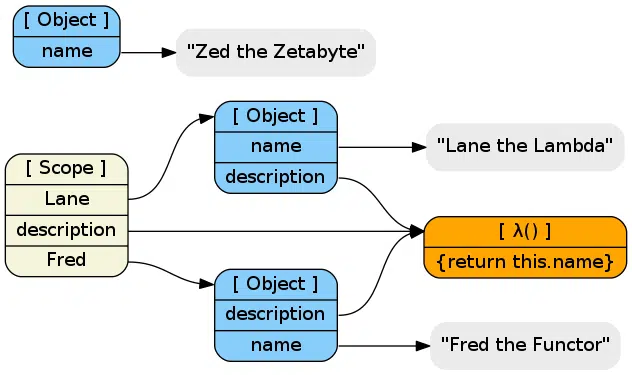 [ Object ]
name
"Zed the Zetabyte"
[ Scope ]
Lane
description
Fred
[ Object ]
name
description
"Lane the Lambda"
[ λ() ]
{return this.name}
[ Object ]
description
name
"Fred the Functor"